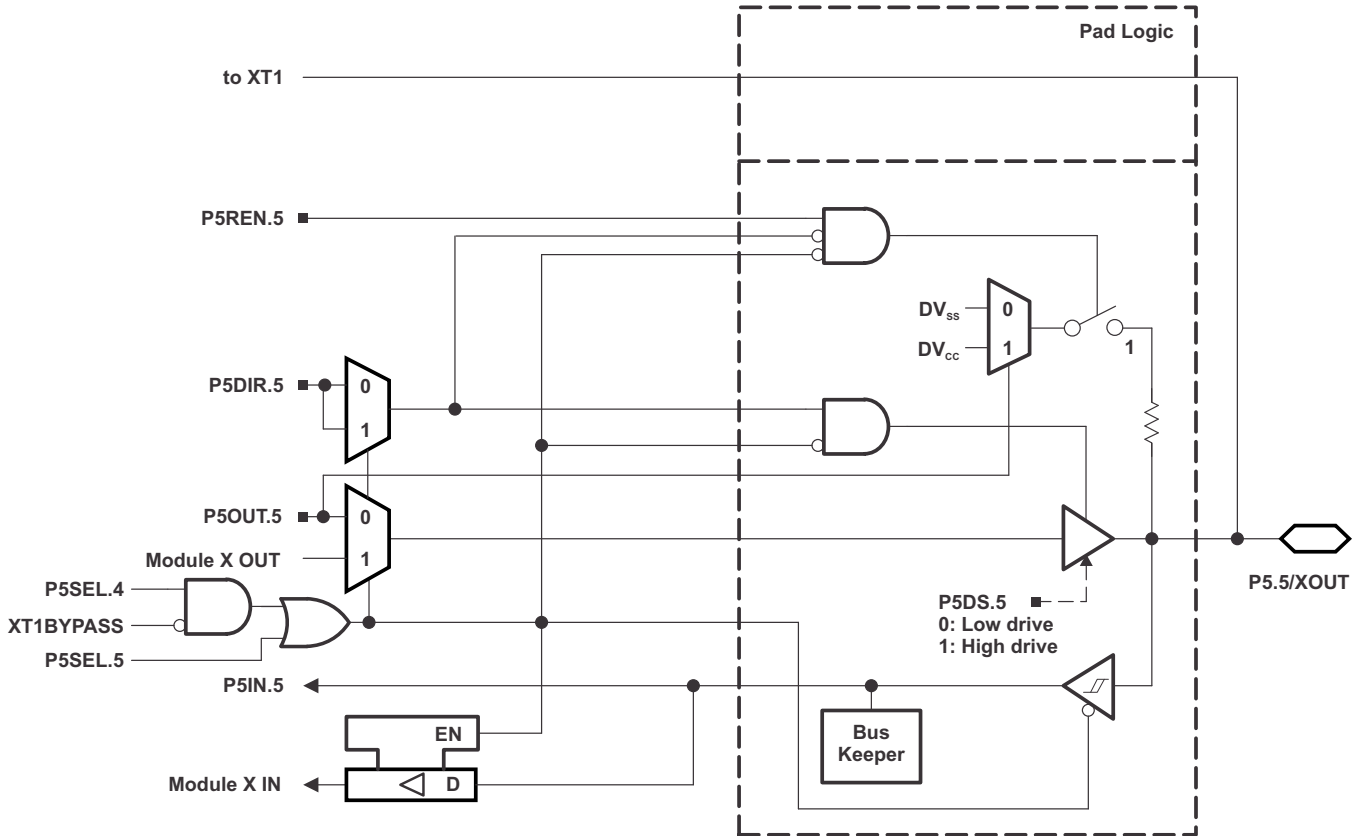 Pad Logic
to XT1
P5REN.5
DVss
0
DVcc
1
1
P5DIR.5
0
1
P5OUT.5
0
Module X OUT
1
P5SEL.4
XT1BYPASS
P5SEL.5
P5.5/XOUT
P5DS.5
0: Low drive
1: High drive
P5IN.5
EN
Bus
Keeper
Module X IN
D